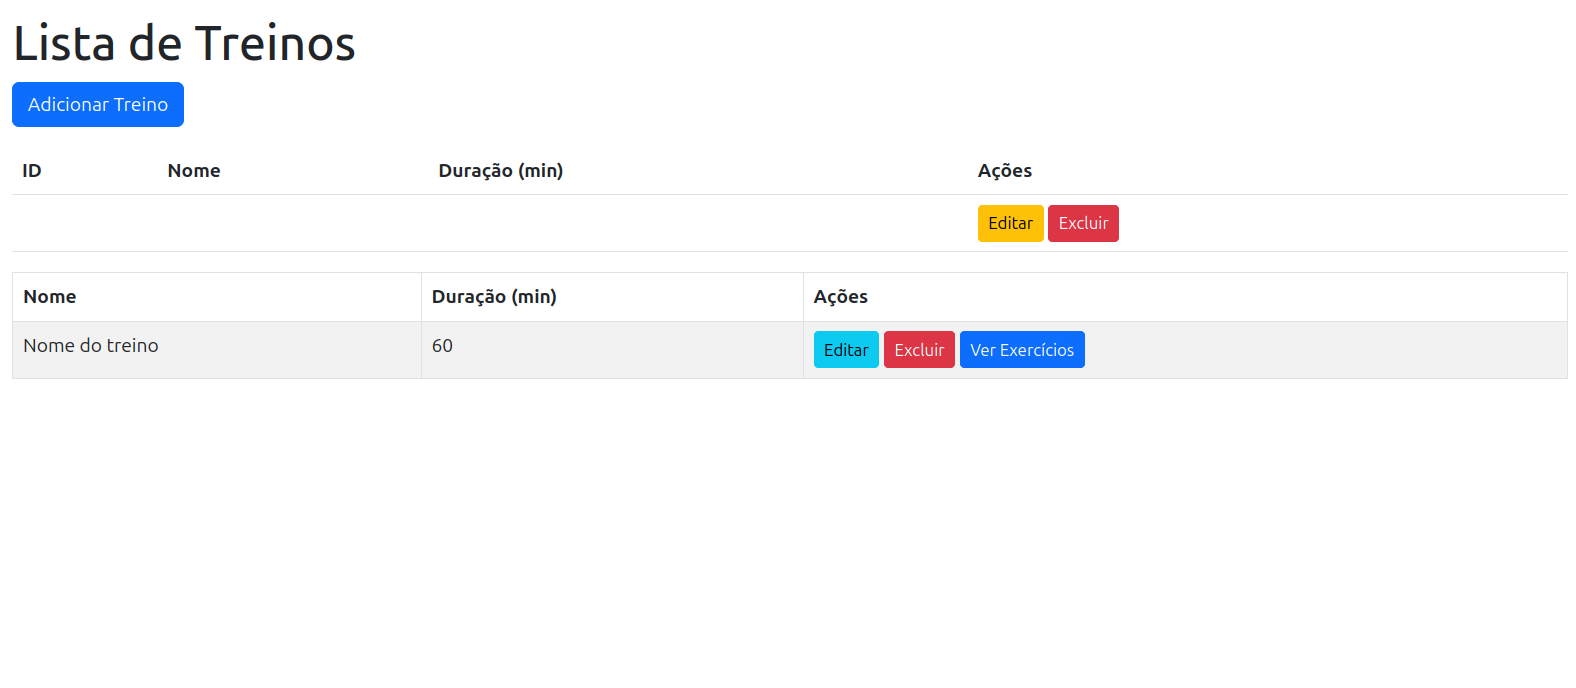 Lista de Treinos
Adicionar Treino
ID Nome Duração (min) Ações
Editar Excluir
Nome Duração (min) Ações
Nome do treino 60 Editar Excluir Ver Exercícios